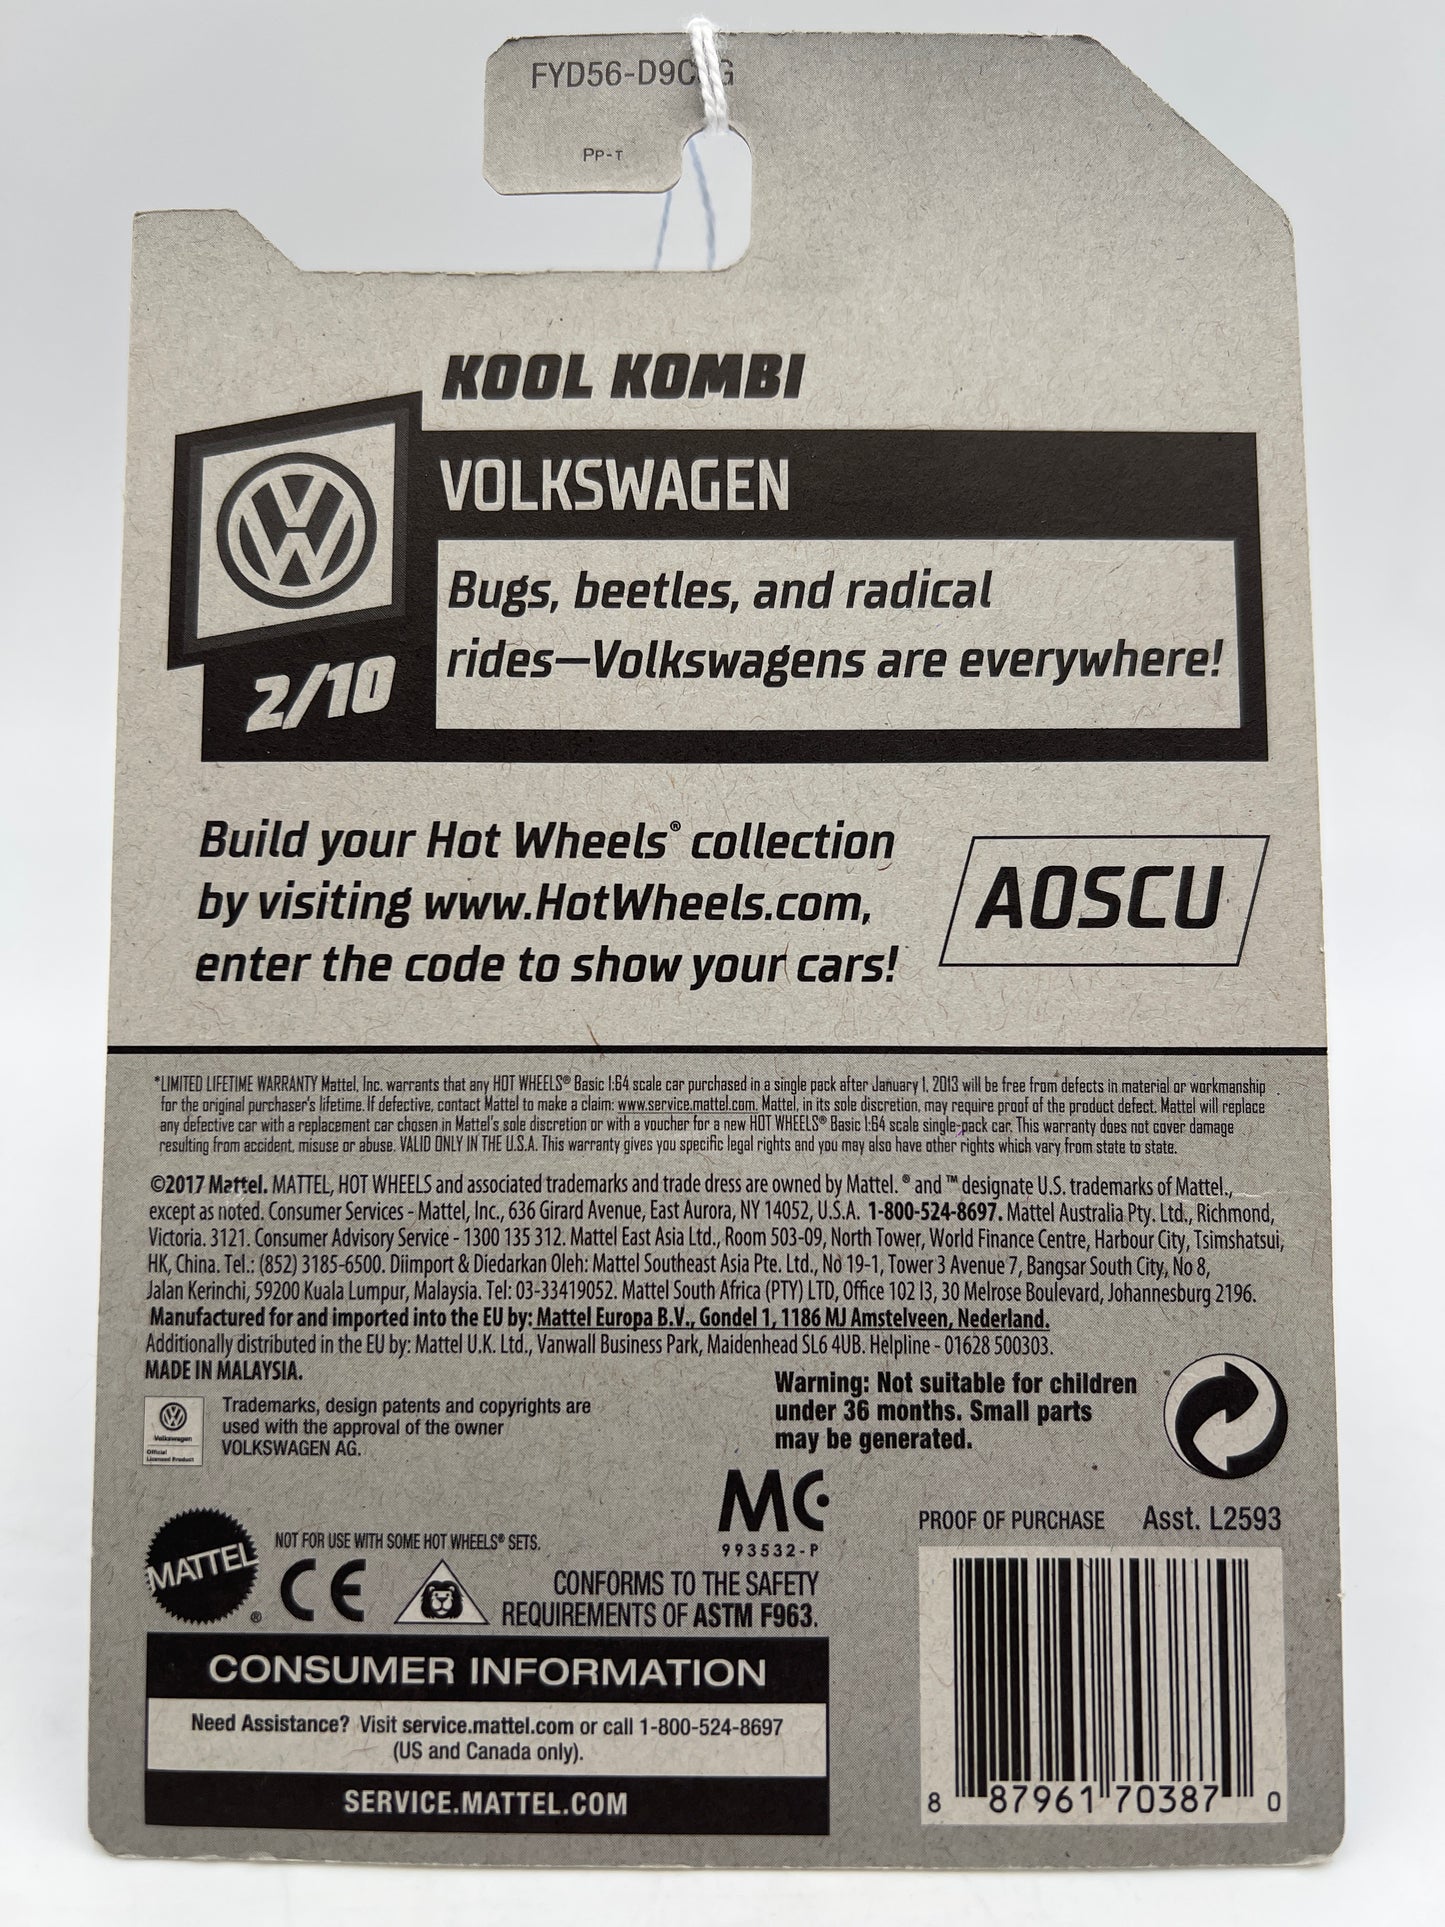 FYD56-D9C
Pp-T
KOOL KOMBI
VOLKSWAGEN
Bugs, beetles, and radical
rides—Volkswagens are everywhere!
2/10
Build your Hot Wheels® collection
by visiting www.HotWheels.com,
enter the code to show your cars!
AOSCU
*LIMITED LIFETIME WARRANTY Mattel, Inc. warrants that any HOT WHEELS® Basic 1:64 scale car purchased in a single pack after January 1, 2013 will be free from defects in material or workmanship
for the original purchaser's lifetime. If defective, contact Mattel to make a claim: www.service.mattel.com. Mattel, in its sole discretion, may require proof of the product defect. Mattel will replace
any defective car with a replacement car chosen in Mattel's sole discretion or with a voucher for a new HOT WHEELS® Basic 1:64 scale single-pack car. This warranty does not cover damage
resulting from accident, misuse or abuse. VALID ONLY IN THE U.S.A. This warranty gives you specific legal rights and you may also have other rights which vary from state to state.
©2017 Mattel. MATTEL, HOT WHEELS and associated trademarks and trade dress are owned by Mattel. ® and ™ designate U.S. trademarks of Mattel.,
except as noted. Consumer Services - Mattel, Inc., 636 Girard Avenue, East Aurora, NY 14052, U.S.A. 1-800-524-8697. Mattel Australia Pty. Ltd., Richmond,
Victoria. 3121. Consumer Advisory Service - 1300 135 312. Mattel East Asia Ltd., Room 503-09, North Tower, World Finance Centre, Harbour City, Tsimshatsui,
HK, China. Tel.: (852) 3185-6500. Diimport & Diedarkan Oleh: Mattel Southeast Asia Pte. Ltd., No 19-1, Tower 3 Avenue 7, Bangsar South City, No 8,
Jalan Kerinchi, 59200 Kuala Lumpur, Malaysia. Tel: 03-33419052. Mattel South Africa (PTY) LTD, Office 102 I3, 30 Melrose Boulevard, Johannesburg 2196.
Manufactured for and imported into the EU by: Mattel Europa B.V., Gondel 1, 1186 MJ Amstelveen, Nederland.
Additionally distributed in the EU by: Mattel U.K. Ltd., Vanwall Business Park, Maidenhead SL6 4UB. Helpline - 01628 500303.
MADE IN MALAYSIA.
Volkswagen
Official
Licensed Product
Trademarks, design patents and copyrights are
used with the approval of the owner
VOLKSWAGEN AG.
Warning: Not suitable for children
under 36 months. Small parts
may be generated.
MC
993532-P
PROOF OF PURCHASE Asst. L2593
MATTEL®
NOT FOR USE WITH SOME HOT WHEELS® SETS.
CE
CONFORMS TO THE SAFETY
REQUIREMENTS OF ASTM F963.
CONSUMER INFORMATION
Need Assistance? Visit service.mattel.com or call 1-800-524-8697
(US and Canada only).
SERVICE.MATTEL.COM
8 87961 70387 0